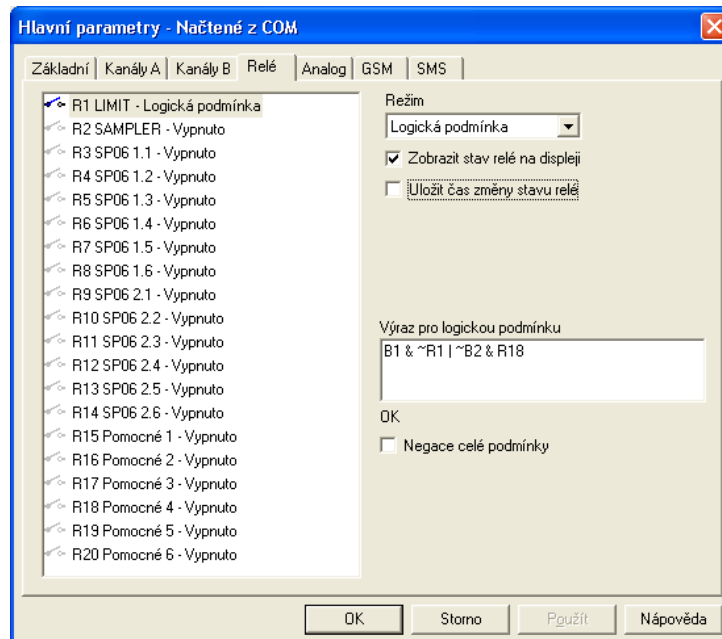 Hlavní parametry - Načtené z COM
Základní Kanály A Kanály B Relé Analog GSM SMS
R1 LIMIT - Logická podmínka
R2 SAMPLER - Vypnuto
R3 SP06 1.1 - Vypnuto
R4 SP06 1.2 - Vypnuto
R5 SP06 1.3 - Vypnuto
R6 SP06 1.4 - Vypnuto
R7 SP06 1.5 - Vypnuto
R8 SP06 1.6 - Vypnuto
R9 SP06 2.1 - Vypnuto
R10 SP06 2.2 - Vypnuto
R11 SP06 2.3 - Vypnuto
R12 SP06 2.4 - Vypnuto
R13 SP06 2.5 - Vypnuto
R14 SP06 2.6 - Vypnuto
R15 Pomocné 1 - Vypnuto
R16 Pomocné 2 - Vypnuto
R17 Pomocné 3 - Vypnuto
R18 Pomocné 4 - Vypnuto
R19 Pomocné 5 - Vypnuto
R20 Pomocné 6 - Vypnuto
Režim
Logická podmínka
Zobrazit stav relé na displeji
Uložit čas změny stavu relé
Výraz pro logickou podmínku
B1 & ~R1 | ~B2 & R18
OK
Negace celé podmínky
OK Storno Použít Nápověda